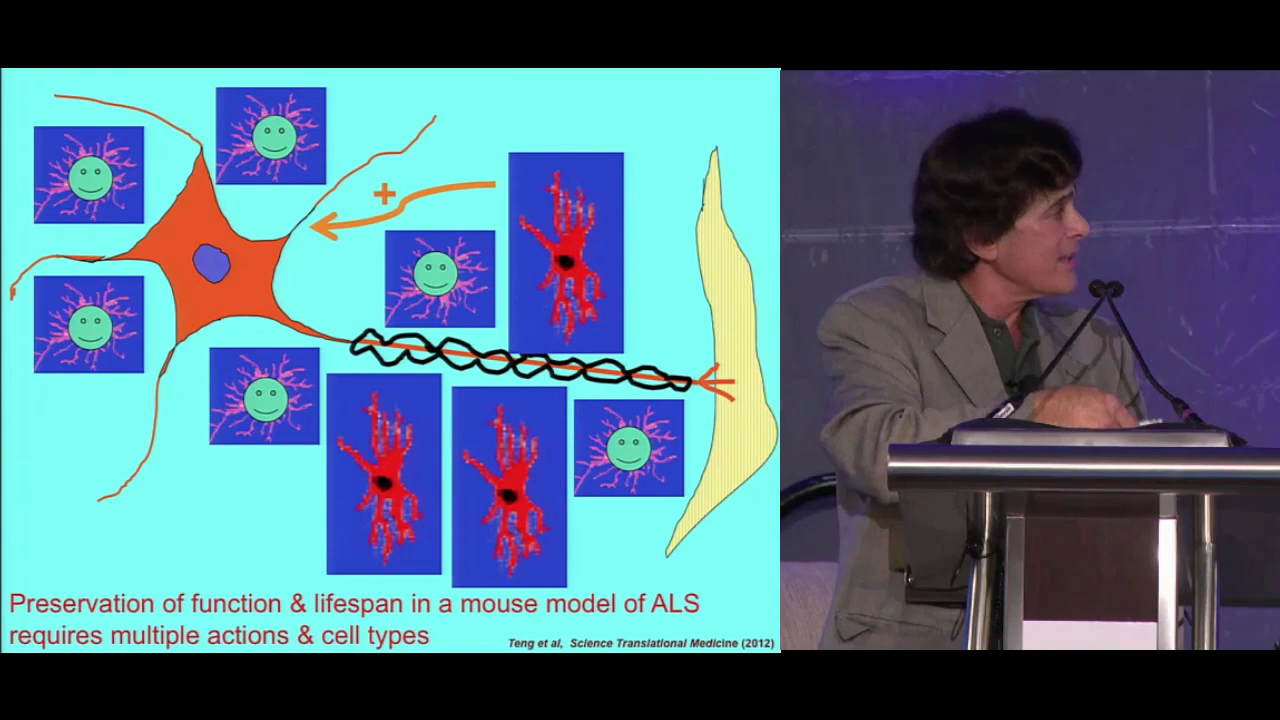 +
Preservation of function & lifespan in a mouse model of ALS
requires multiple actions & cell types
Teng et al, Science Translational Medicine (2012)